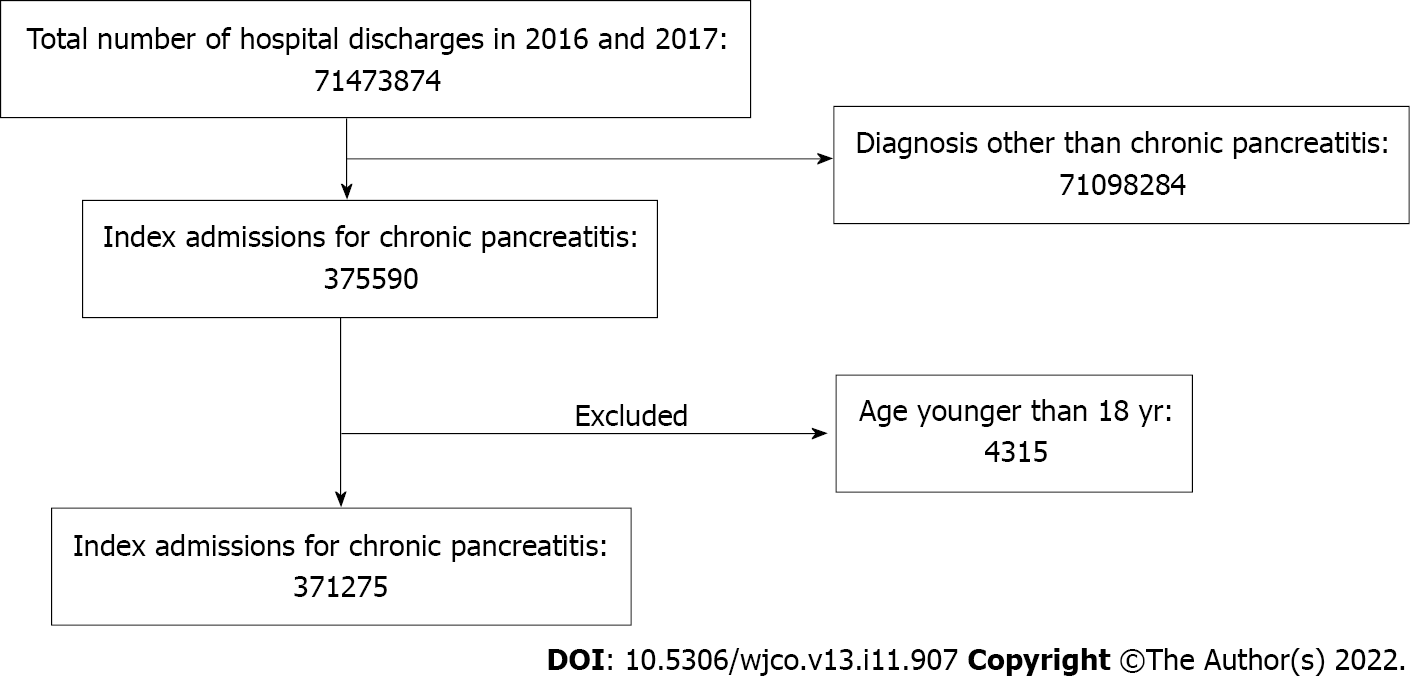 Total number of hospital discharges in 2016 and 2017:
71473874
Diagnosis other than chronic pancreatitis:
71098284
Index admissions for chronic pancreatitis:
375590
Excluded
Age younger than 18 yr:
4315
Index admissions for chronic pancreatitis:
371275
DOI: 10.5306/wjco.v13.i11.907 Copyright ©The Author(s) 2022.